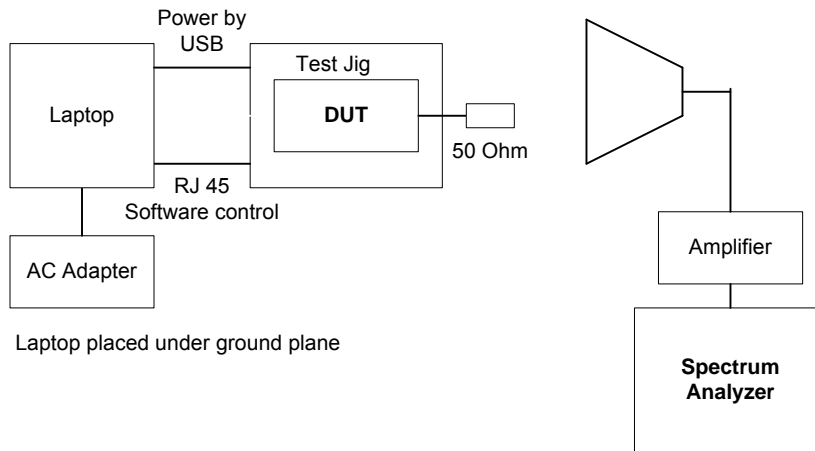 Power by
USB
Test Jig
Laptop
DUT
50 Ohm
RJ 45
Software control
Amplifier
AC Adapter
Laptop placed under ground plane
Spectrum
Analyzer